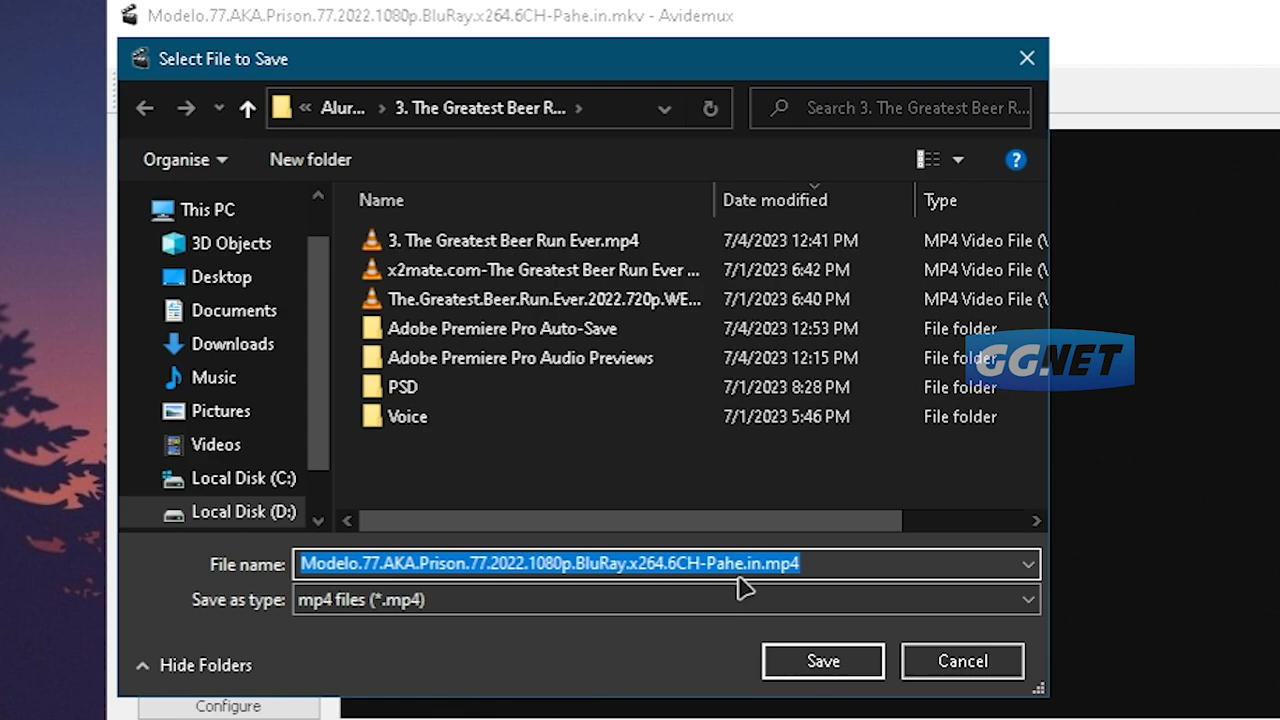 Modelo.77.AKA.Prison.77.2022.1080p.BluRay.x264.6CH-Pahe.in.mkv - Avidemux
Select File to Save
« Alur... › 3. The Greatest Beer R... ›
Search 3. The Greatest Beer R...
Organise
New folder
Name Date modified Type
This PC
3D Objects
Desktop
Documents
Downloads
Music
Pictures
Videos
Local Disk (C:)
Local Disk (D:)
3. The Greatest Beer Run Ever.mp4 7/4/2023 12:41 PM MP4 Video File (V
x2mate.com-The Greatest Beer Run Ever ... 7/1/2023 6:42 PM MP4 Video File (V
The.Greatest.Beer.Run.Ever.2022.720p.WE... 7/1/2023 6:40 PM MP4 Video File (V
Adobe Premiere Pro Auto-Save 7/4/2023 12:53 PM File folder
Adobe Premiere Pro Audio Previews 7/4/2023 12:15 PM File folder
PSD 7/1/2023 8:28 PM File folder
Voice 7/1/2023 5:46 PM File folder
GG.NET
File name: Modelo.77.AKA.Prison.77.2022.1080p.BluRay.x264.6CH-Pahe.in.mp4
Save as type: mp4 files (*.mp4)
Hide Folders
Save
Cancel
Configure